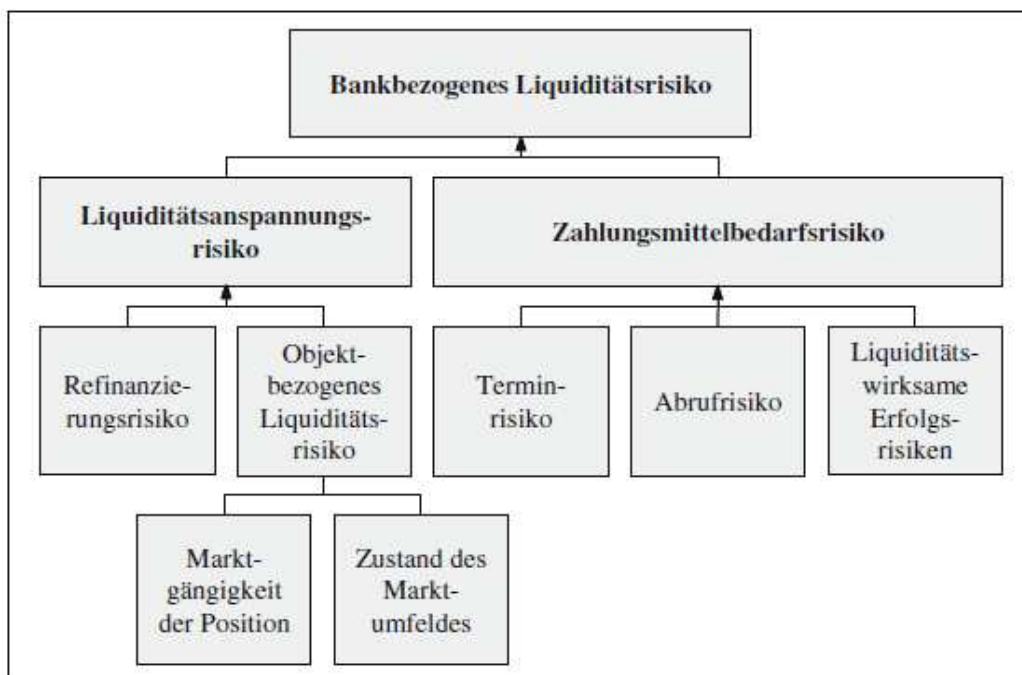 Bankbezogenes Liquiditätsrisiko
Liquiditätsanspannungs-
risiko
Zahlungsmittelbedarfsrisiko
Refinanzie-
rungsrisiko
Objekt-
bezogenes
Liquiditäts-
risiko
Termin-
risiko
Abrufrisiko
Liquiditäts-
wirksame
Erfolgs-
risiken
Markt-
gängigkeit
der Position
Zustand des
Markt-
umfeldes